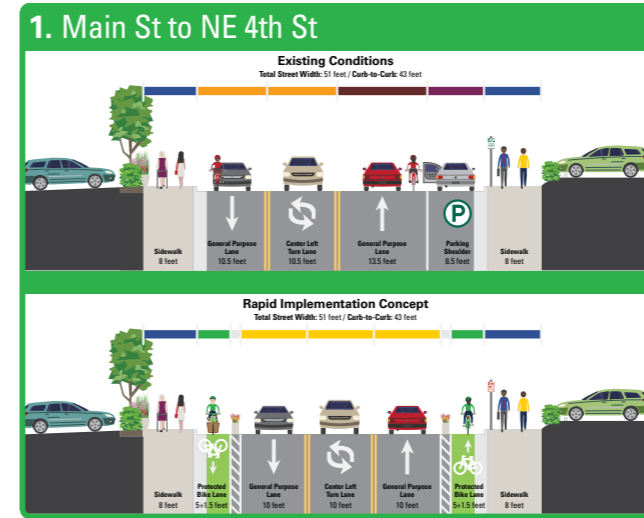 1. Main St to NE 4th St
Existing Conditions
Total Street Width: 51 feet / Curb-to-Curb: 43 feet
P
Sidewalk
8 feet
General Purpose
Lane
10.5 feet
Center Left
Turn Lane
10.5 feet
General Purpose
Lane
13.5 feet
Parking
Shoulder
8.5 feet
Sidewalk
8 feet
Rapid Implementation Concept
Total Street Width: 51 feet / Curb-to-Curb: 43 feet
Sidewalk
8 feet
Protected
Bike Lane
5+1.5 feet
General Purpose
Lane
10 feet
Center Left
Turn Lane
10 feet
General Purpose
Lane
10 feet
Protected
Bike Lane
5+1.5 feet
Sidewalk
8 feet